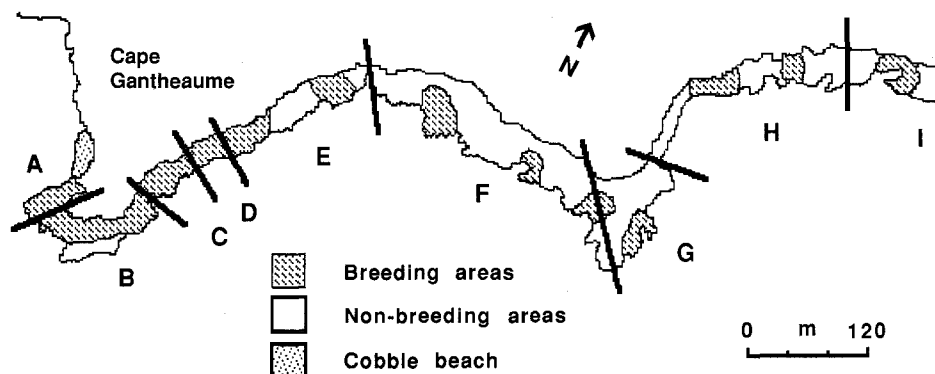 Cape
Gantheaume
N
A
B
C
D
E
F
G
H
I
Breeding areas
Non-breeding areas
Cobble beach
0 m 120